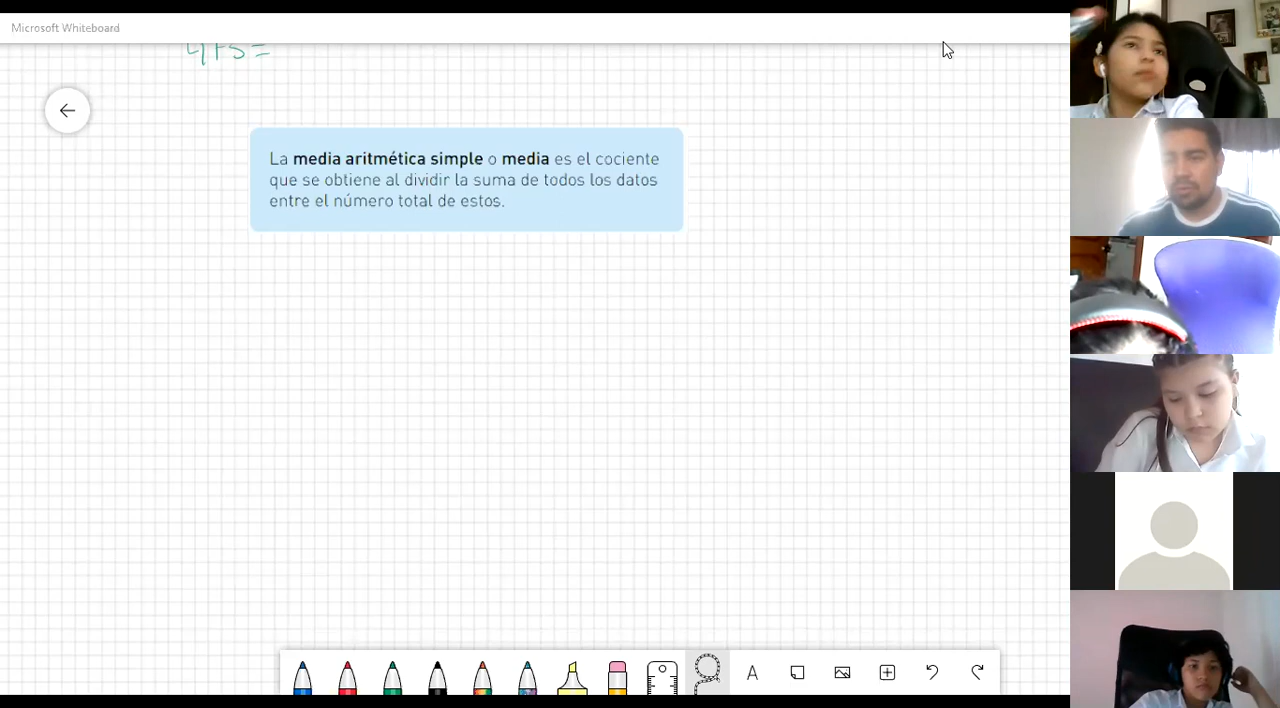 Microsoft Whiteboard
La media aritmética simple o media es el cociente
que se obtiene al dividir la suma de todos los datos
entre el número total de estos.
A